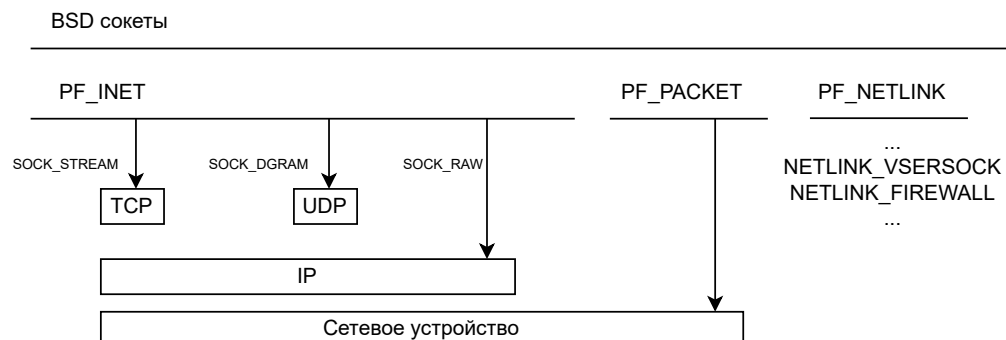 BSD сокеты
PF_INET
PF_PACKET
PF_NETLINK
SOCK_STREAM
SOCK_DGRAM
SOCK_RAW
...
NETLINK_VSERSOCK
NETLINK_FIREWALL
...
TCP
UDP
IP
Сетевое устройство